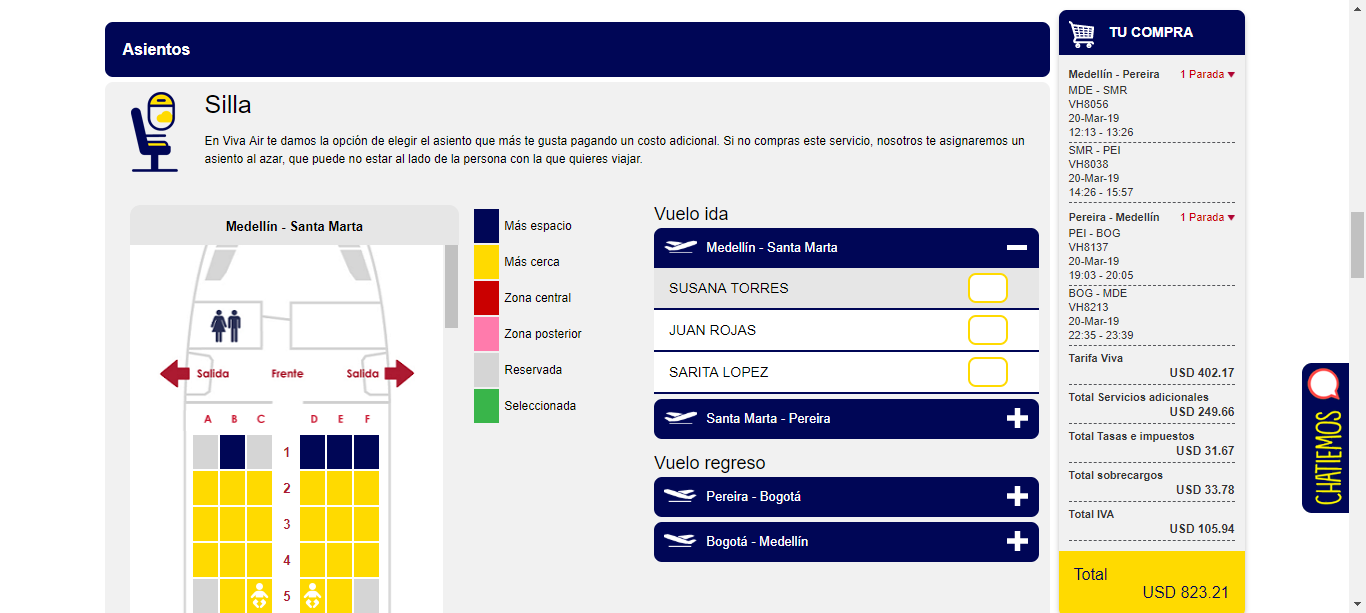 Asientos
Silla
En Viva Air te damos la opción de elegir el asiento que más te gusta pagando un costo adicional. Si no compras este servicio, nosotros te asignaremos un
asiento al azar, que puede no estar al lado de la persona con la que quieres viajar.
Medellín - Santa Marta
Salida
Frente
Salida
A B C D E F
1
2
3
4
5
Más espacio
Más cerca
Zona central
Zona posterior
Reservada
Seleccionada
Vuelo ida
Medellín - Santa Marta
SUSANA TORRES
JUAN ROJAS
SARITA LOPEZ
Santa Marta - Pereira
Vuelo regreso
Pereira - Bogotá
Bogotá - Medellín
TU COMPRA
Medellín - Pereira 1 Parada
MDE - SMR
VH8056
20-Mar-19
12:13 - 13:26
SMR - PEI
VH8038
20-Mar-19
14:26 - 15:57
Pereira - Medellín 1 Parada
PEI - BOG
VH8137
20-Mar-19
19:03 - 20:05
BOG - MDE
VH8213
20-Mar-19
22:35 - 23:39
Tarifa Viva
USD 402.17
Total Servicios adicionales
USD 249.66
Total Tasas e impuestos
USD 31.67
Total sobrecargos
USD 33.78
Total IVA
USD 105.94
Total
USD 823.21
CHATIEMOS